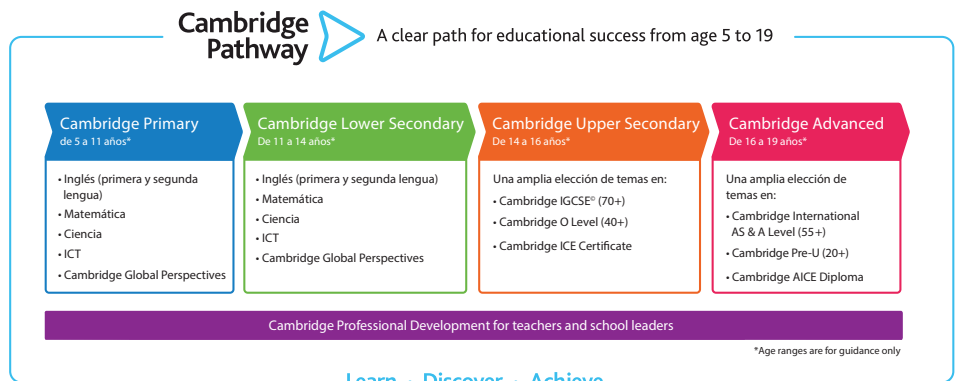 Cambridge
Pathway
A clear path for educational success from age 5 to 19
Cambridge Primary
de 5 a 11 años*
• Inglés (primera y segunda
lengua)
• Matemática
• Ciencia
• ICT
• Cambridge Global Perspectives
Cambridge Lower Secondary
De 11 a 14 años*
• Inglés (primera y segunda lengua)
• Matemática
• Ciencia
• ICT
• Cambridge Global Perspectives
Cambridge Upper Secondary
De 14 a 16 años*
Una amplia elección de temas en:
• Cambridge IGCSE© (70+)
• Cambridge O Level (40+)
• Cambridge ICE Certificate
Cambridge Advanced
De 16 a 19 años*
Una amplia elección de
temas en:
• Cambridge International
AS & A Level (55+)
• Cambridge Pre-U (20+)
• Cambridge AICE Diploma
Cambridge Professional Development for teachers and school leaders
*Age ranges are for guidance only
Learn · Discover · Achieve